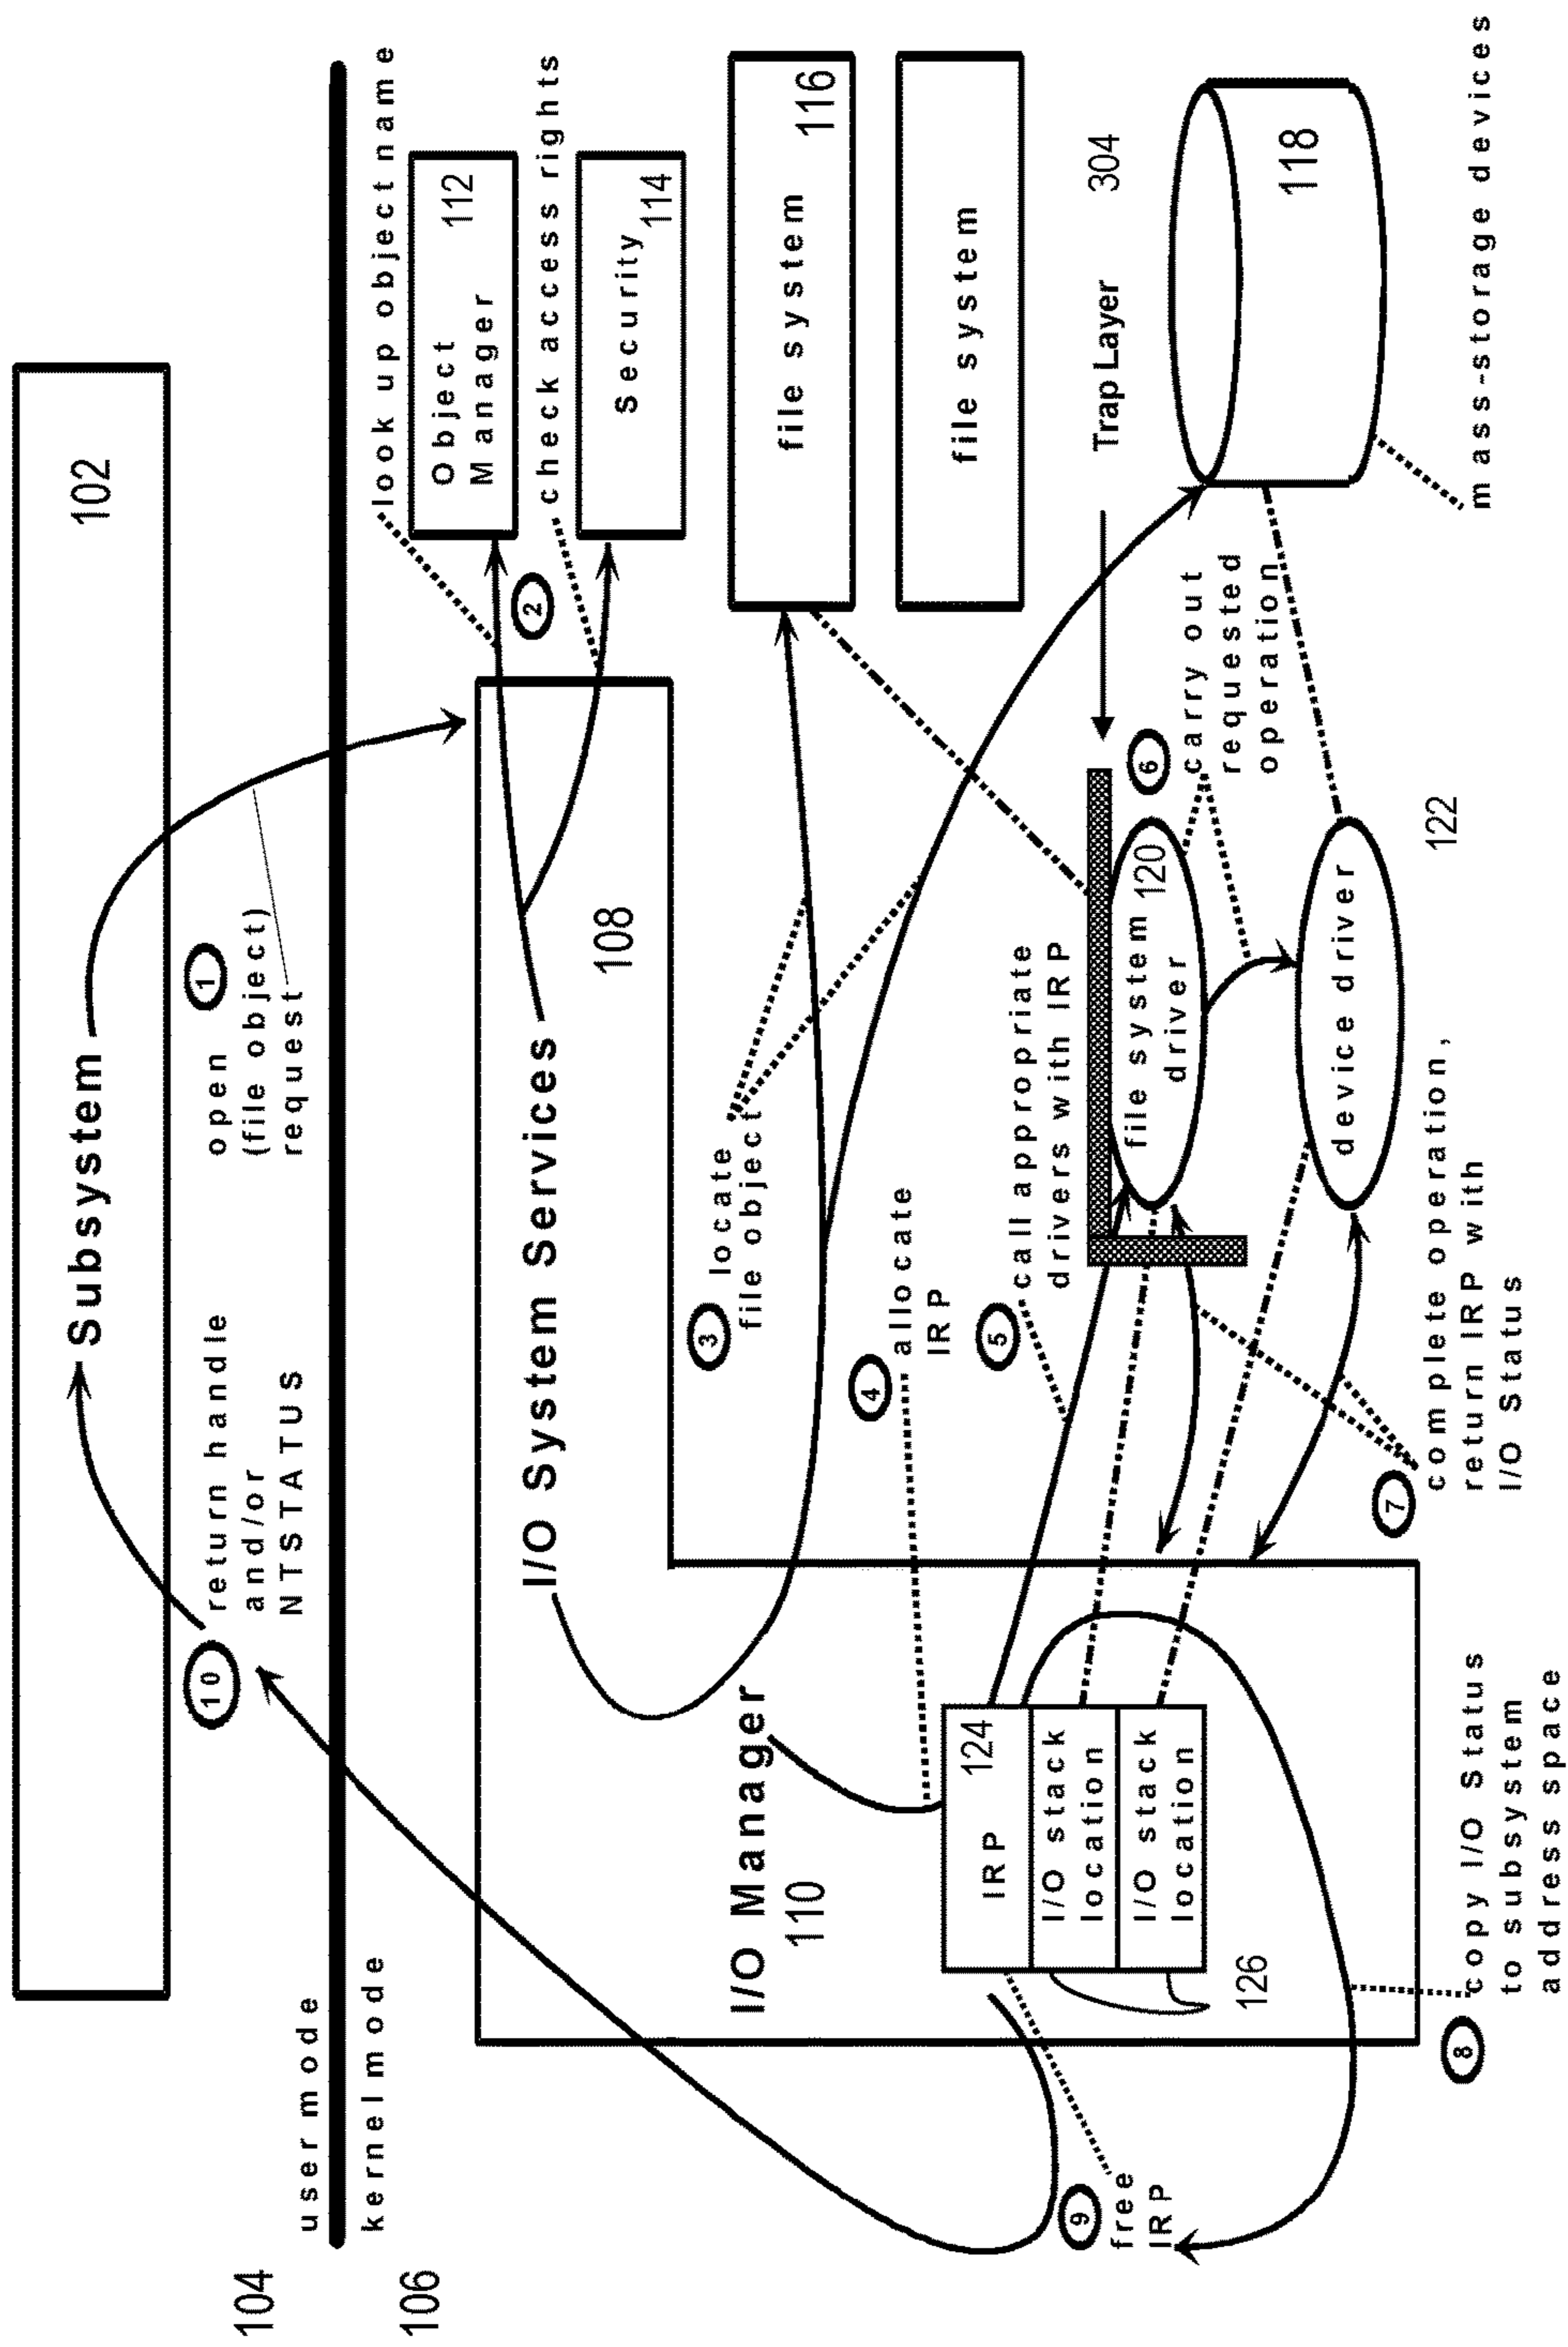 102
Subsystem
1
open
(file object)
request
10
return handle
and/or
NTSTATUS
104
user mode
106
kernel mode
look up object name
Object
Manager
112
2
check access rights
Security
114
I/O System Services
108
file system
116
file system
3
locate
file object
I/O Manager
110
4
allocate
IRP
5
call appropriate
drivers with IRP
Trap Layer
304
118
mass-storage devices
6
carry out
requested
operation
file system
driver
120
device driver
122
IRP
124
I/O stack
location
I/O stack
location
126
7
complete operation,
return IRP with
I/O Status
8
copy I/O Status
to subsystem
address space
9
free
IRP